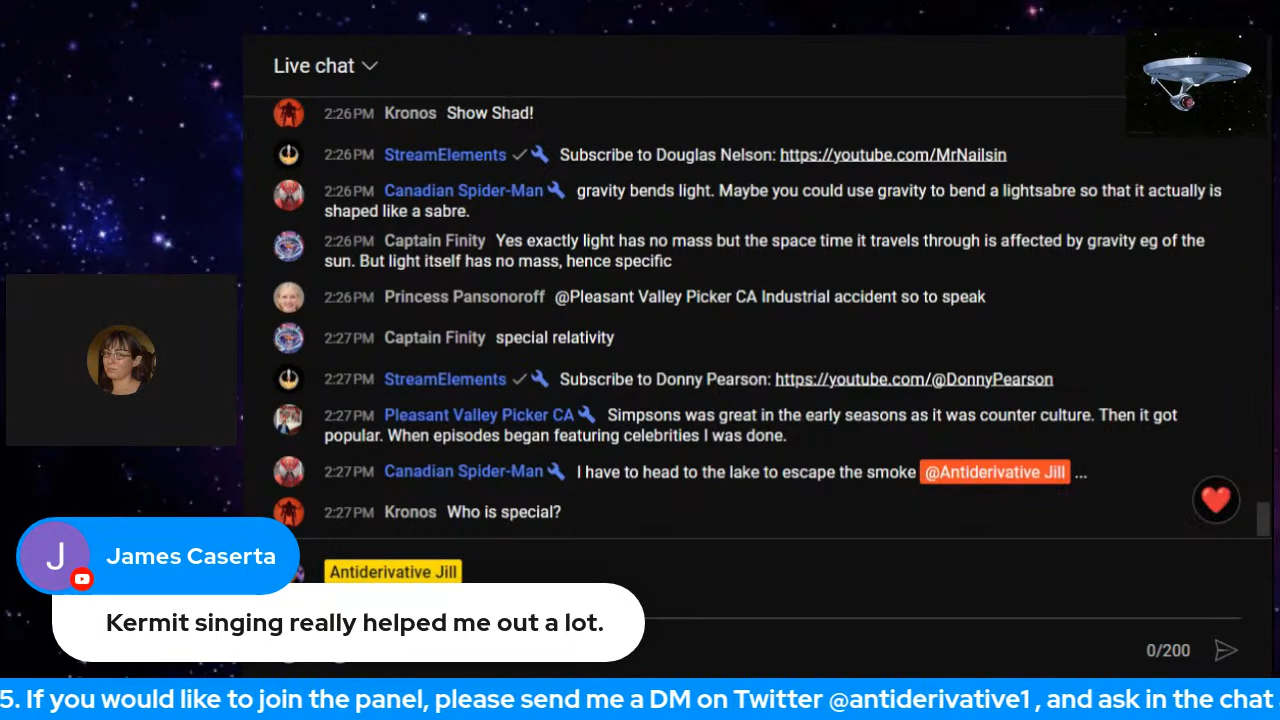 Live chat
2:26PM Kronos Show Shad!
2:26PM StreamElements Subscribe to Douglas Nelson: https://youtube.com/MrNailsin
2:26PM Canadian Spider-Man gravity bends light. Maybe you could use gravity to bend a lightsabre so that it actually is
shaped like a sabre.
2:26PM Captain Finity Yes exactly light has no mass but the space time it travels through is affected by gravity eg of the
sun. But light itself has no mass, hence specific
2:26PM Princess Pansonoroff @Pleasant Valley Picker CA Industrial accident so to speak
2:27PM Captain Finity special relativity
2:27PM StreamElements Subscribe to Donny Pearson: https://youtube.com/@DonnyPearson
2:27PM Pleasant Valley Picker CA Simpsons was great in the early seasons as it was counter culture. Then it got
popular. When episodes began featuring celebrities I was done.
2:27PM Canadian Spider-Man I have to head to the lake to escape the smoke @Antiderivative Jill ...
2:27PM Kronos Who is special?
J James Caserta
Antiderivative Jill
Kermit singing really helped me out a lot.
0/200
5. If you would like to join the panel, please send me a DM on Twitter @antiderivative1 , and ask in the chat